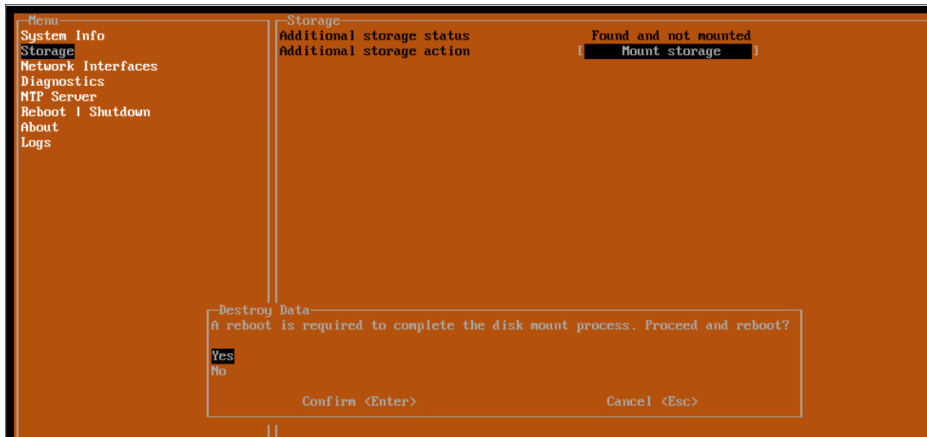 Menu
System Info
Storage
Network Interfaces
Diagnostics
NTP Server
Reboot | Shutdown
About
Logs
Storage
Additional storage status Found and not mounted
Additional storage action [ Mount storage ]
Destroy Data
A reboot is required to complete the disk mount process. Proceed and reboot?
Yes
No
Confirm <Enter> Cancel <Esc>